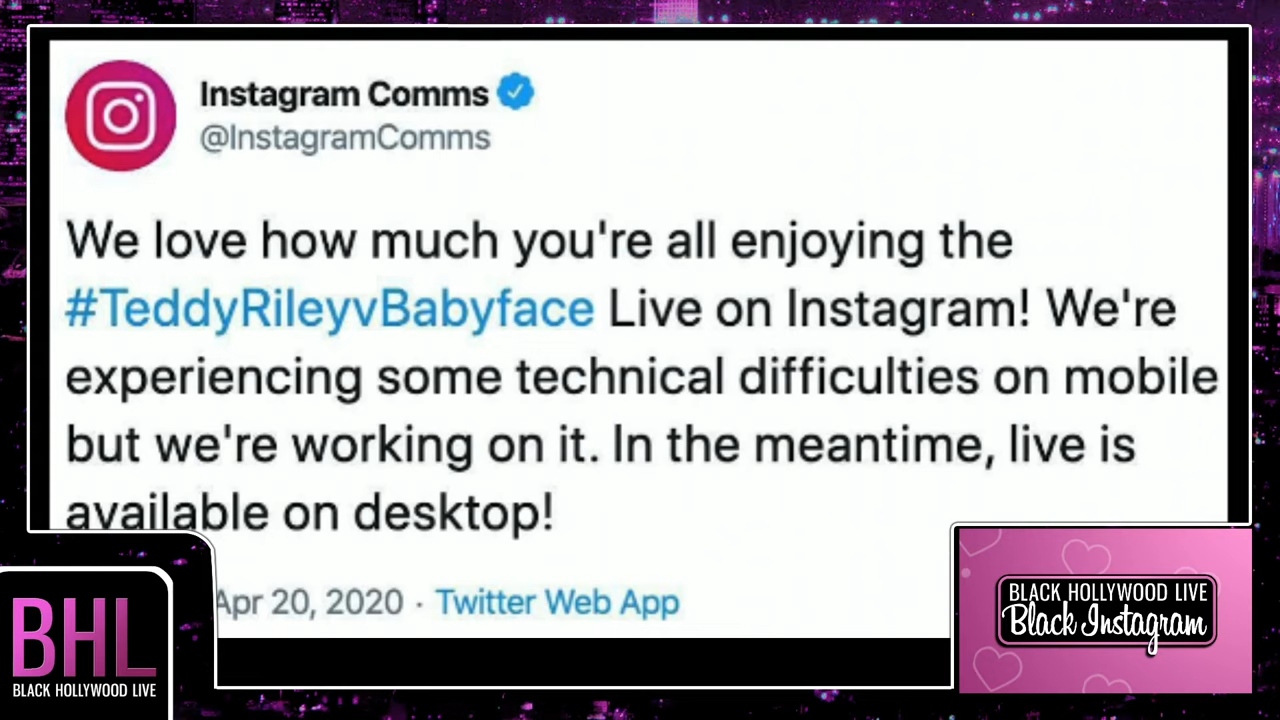 Instagram Comms
@InstagramComms
We love how much you're all enjoying the
#TeddyRileyvBabyface Live on Instagram! We're
experiencing some technical difficulties on mobile
but we're working on it. In the meantime, live is
available on desktop!
Apr 20, 2020 · Twitter Web App
BHL
BLACK HOLLYWOOD LIVE
BLACK HOLLYWOOD LIVE
Black Instagram